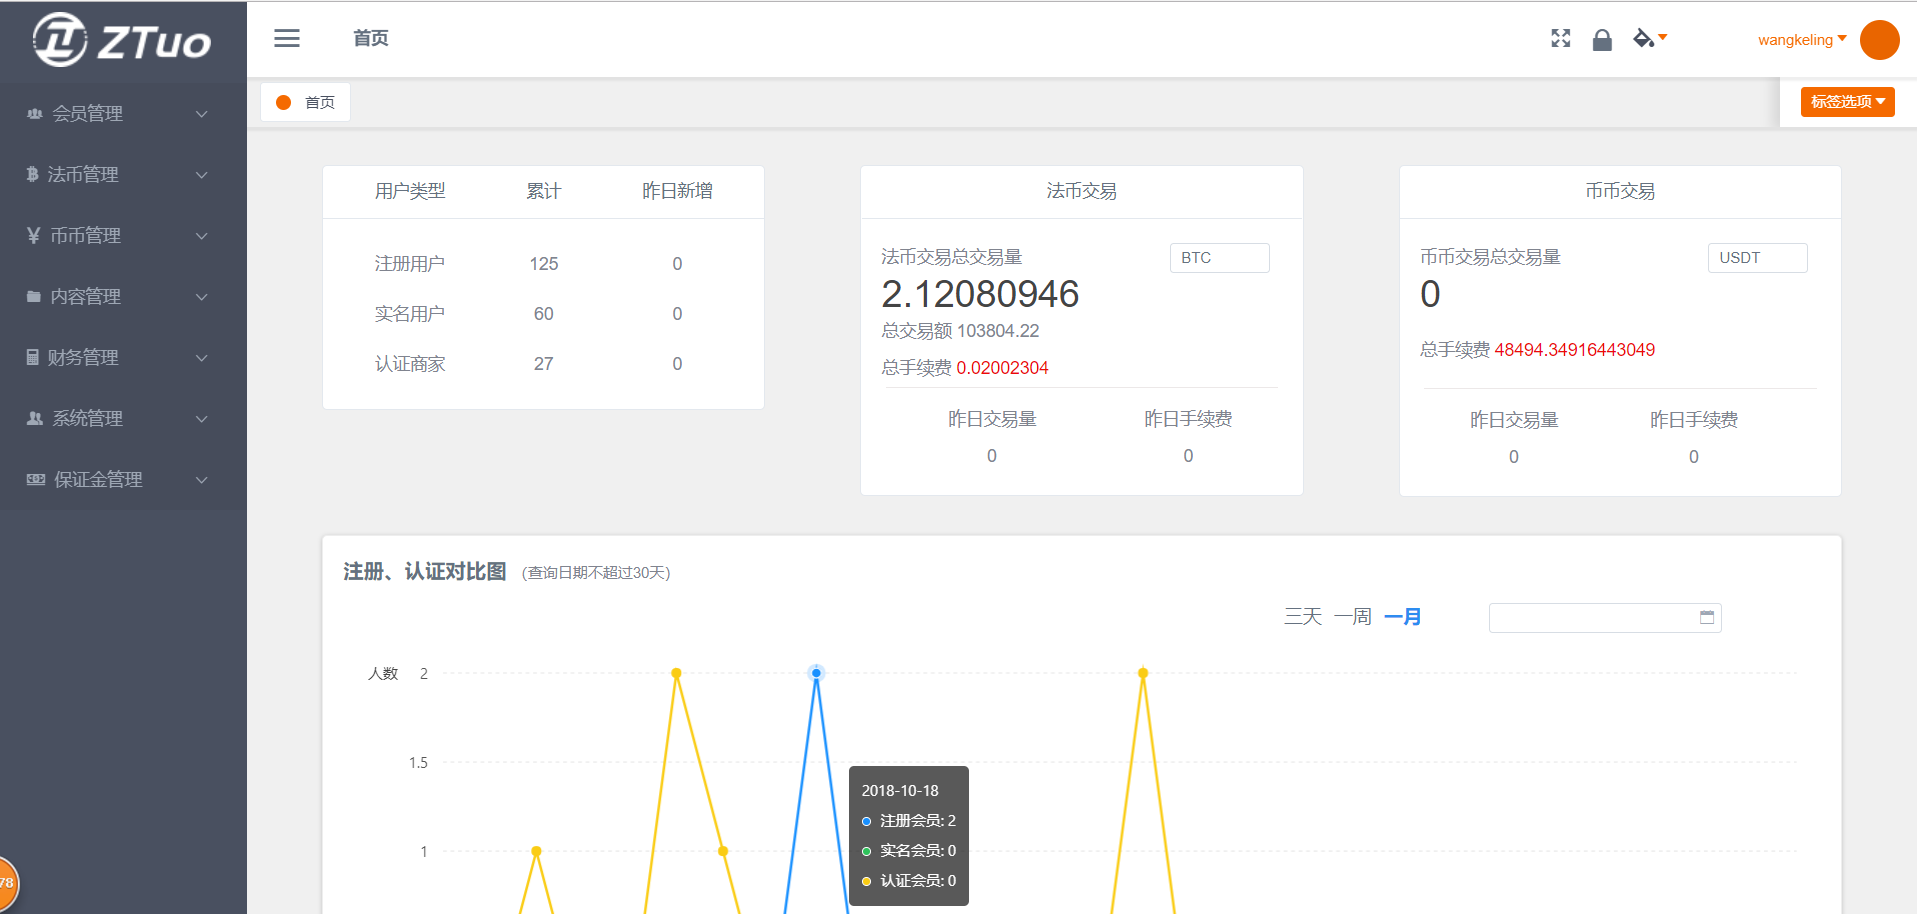 ZTuo
首页
wangkeling
会员管理
法币管理
币币管理
内容管理
财务管理
系统管理
保证金管理
首页
标签选项
用户类型 累计 昨日新增
注册用户 125 0
实名用户 60 0
认证商家 27 0
法币交易
法币交易总交易量 BTC
2.12080946
总交易额 103804.22
总手续费 0.02002304
昨日交易量 昨日手续费
0 0
币币交易
币币交易总交易量 USDT
0
总手续费 48494.34916443049
昨日交易量 昨日手续费
0 0
注册、认证对比图 (查询日期不超过30天)
三天 一周 一月
人数 2
1.5
1
2018-10-18
注册会员: 2
实名会员: 0
认证会员: 0
78